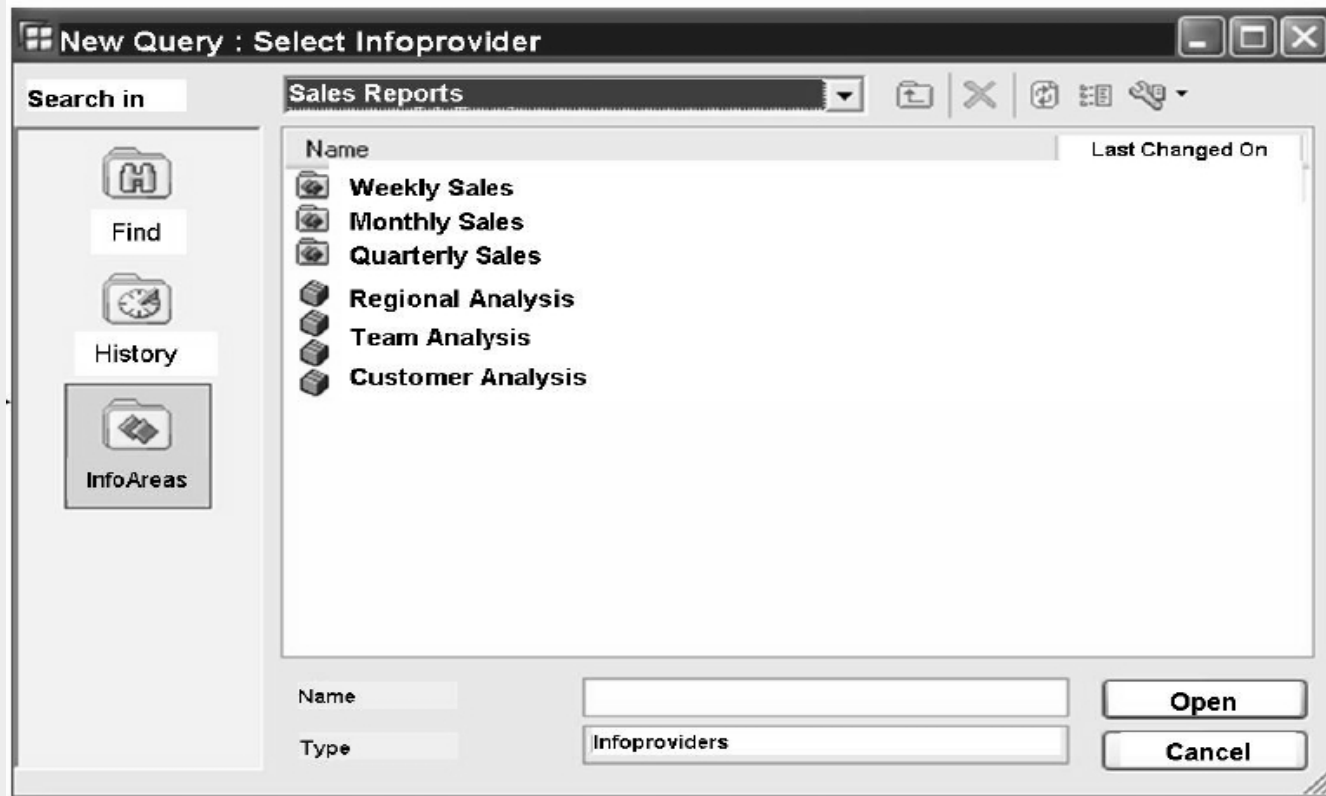 New Query : Select Infoprovider
Search in
Sales Reports
Name
Last Changed On
Find
History
InfoAreas
Weekly Sales
Monthly Sales
Quarterly Sales
Regional Analysis
Team Analysis
Customer Analysis
Name
Open
Type
Infoproviders
Cancel